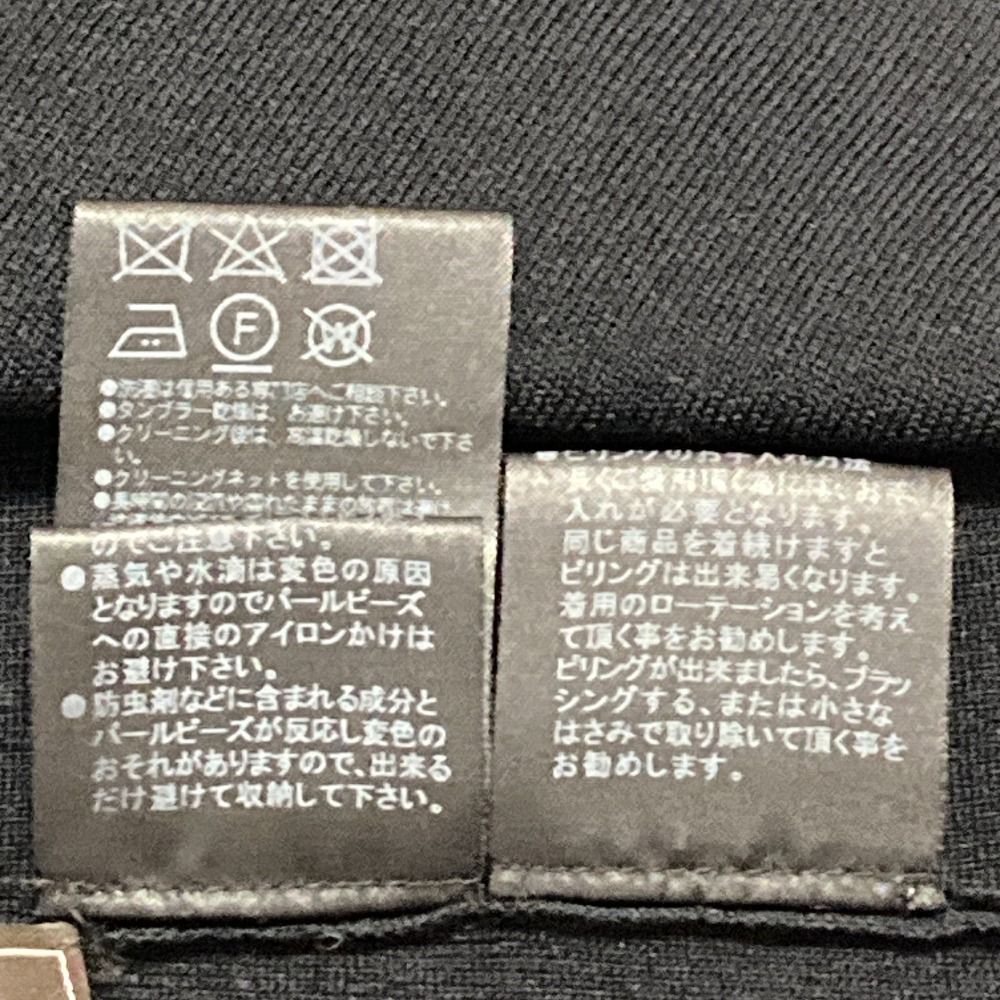 F
W
●洗濯は信用ある専門店へご相談下さい。
●タンブラー乾燥は、お避け下さい。
●クリーニング後は、高温乾燥しないで下さ
い。
●クリーニングネットを使用して下さい。
のでご注意下さい。
●蒸気や水滴は変色の原因
となりますのでパールビーズ
への直接のアイロンかけは
お避け下さい。
●防虫剤などに含まれる成分と
パールビーズが反応し変色の
おそれがありますので、出来る
だけ避けて収納して下さい。
●ピリングのお手入れ方法
長くご愛用頂く為には、お手
入れが必要となります。
同じ商品を着続けますと
ピリングは出来易くなります。
着用のローテーションを考え
て頂く事をお勧めします。
ピリングが出来ましたら、ブラッ
シングする、または小さな
はさみで取り除いて頂く事を
お勧めします。